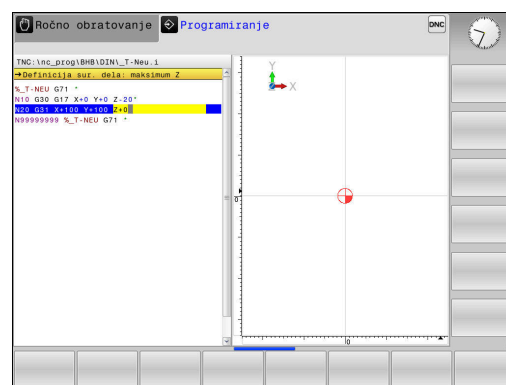 Ročno obratovanje
Programiranje
DNC
TNC:\nc_prog\BHB\DIN\_T-Neu.i
→Definicija sur. dela: maksimum Z
%_T-NEU G71 *
N10 G30 G17 X+0 Y+0 Z-20*
N20 G31 X+100 Y+100 Z+0
N99999999 %_T-NEU G71 *
Y
X
0
0